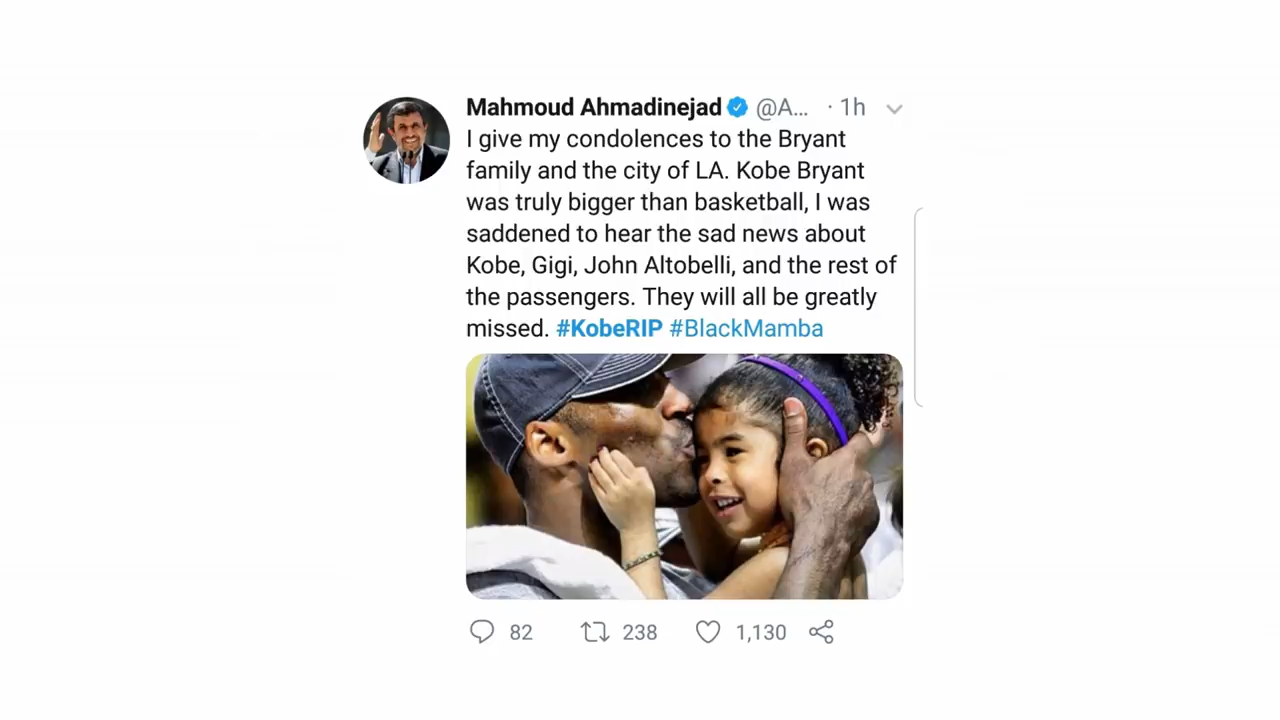 Mahmoud Ahmadinejad @A... · 1h
I give my condolences to the Bryant
family and the city of LA. Kobe Bryant
was truly bigger than basketball, I was
saddened to hear the sad news about
Kobe, Gigi, John Altobelli, and the rest of
the passengers. They will all be greatly
missed. #KobeRIP #BlackMamba
82 238 1,130